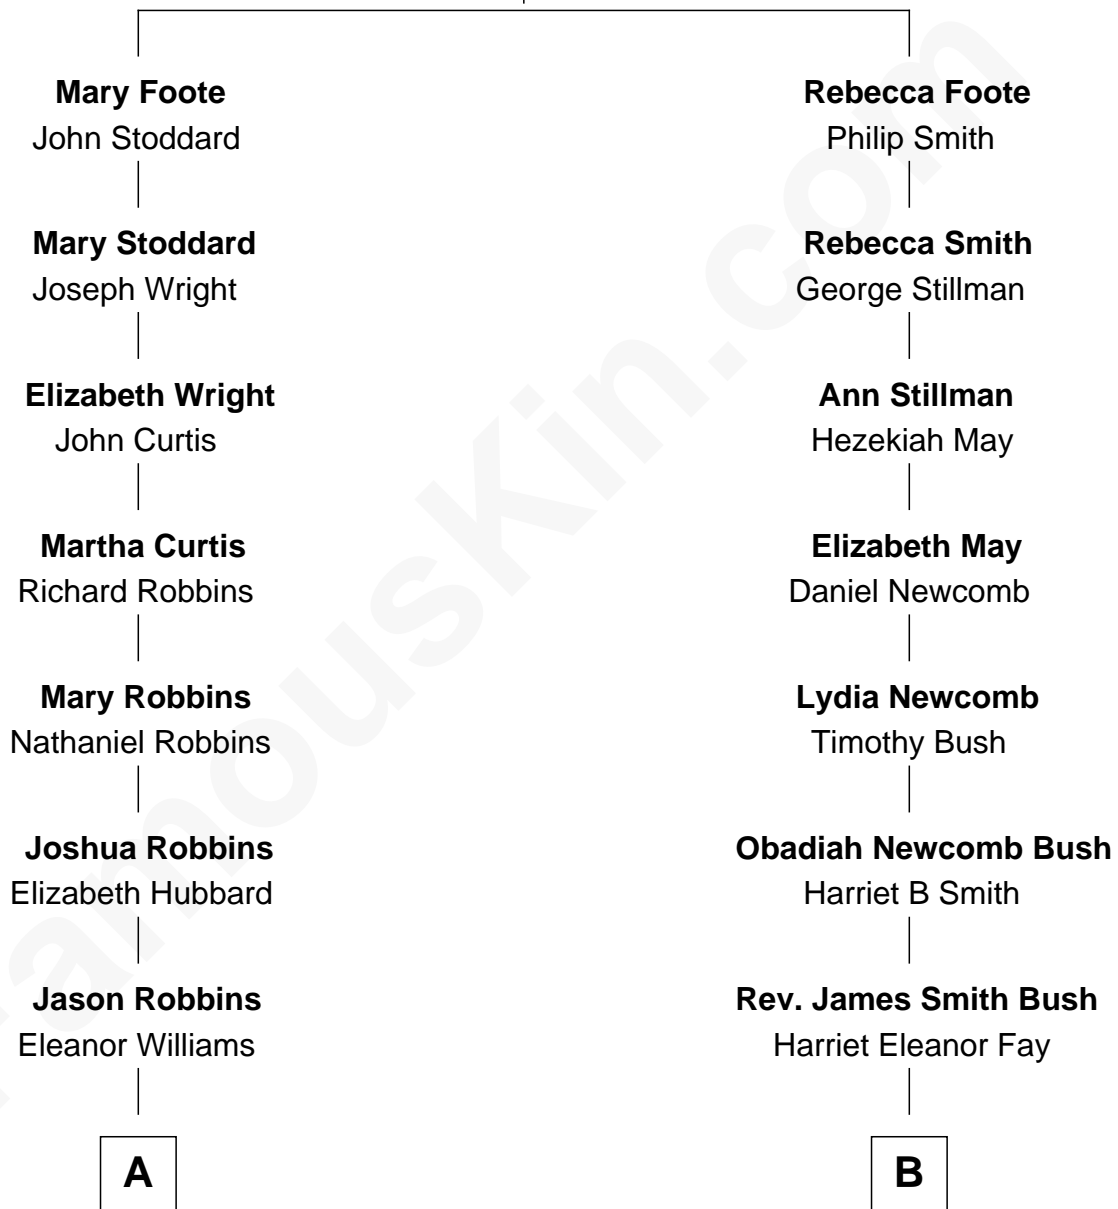 Mary Foote
John Stoddard
Rebecca Foote
Philip Smith
Mary Stoddard
Joseph Wright
Rebecca Smith
George Stillman
Elizabeth Wright
John Curtis
Ann Stillman
Hezekiah May
Martha Curtis
Richard Robbins
Elizabeth May
Daniel Newcomb
Mary Robbins
Nathaniel Robbins
Lydia Newcomb
Timothy Bush
Joshua Robbins
Elizabeth Hubbard
Obadiah Newcomb Bush
Harriet B Smith
Jason Robbins
Eleanor Williams
Rev. James Smith Bush
Harriet Eleanor Fay
A
B
FamousKin.com